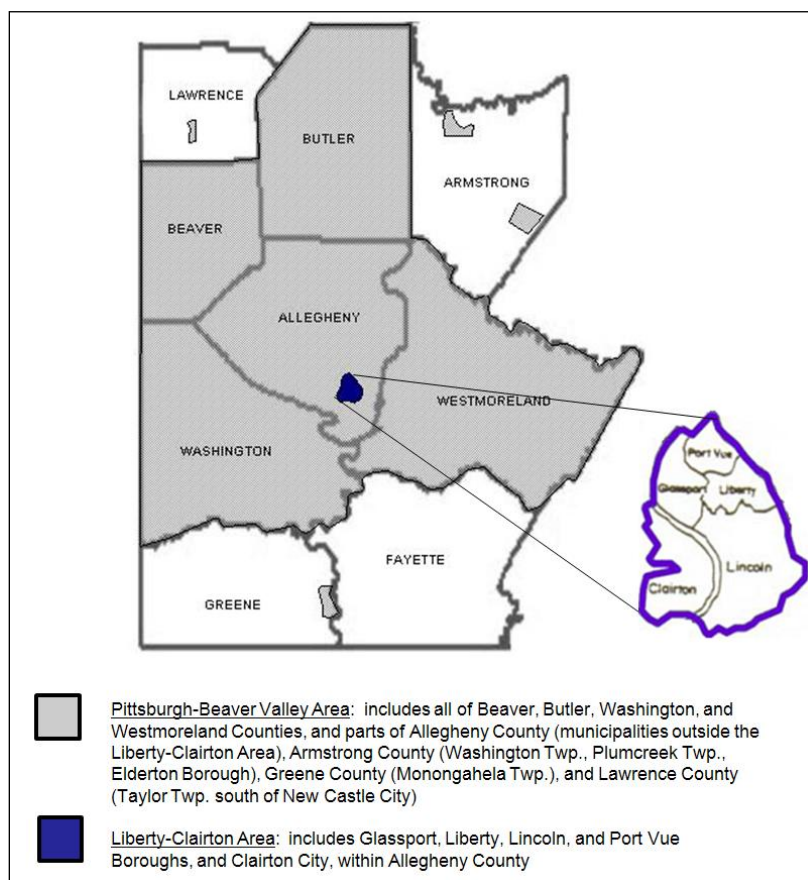 LAWRENCE
BUTLER
ARMSTRONG
BEAVER
ALLEGHENY
WESTMORELAND
WASHINGTON
Port Vue
Glassport
Liberty
Lincoln
Clairton
FAYETTE
GREENE
Pittsburgh-Beaver Valley Area: includes all of Beaver, Butler, Washington, and
Westmoreland Counties, and parts of Allegheny County (municipalities outside the
Liberty-Clairton Area), Armstrong County (Washington Twp., Plumcreek Twp.,
Elderton Borough), Greene County (Monongahela Twp.), and Lawrence County
(Taylor Twp. south of New Castle City)
Liberty-Clairton Area: includes Glassport, Liberty, Lincoln, and Port Vue
Boroughs, and Clairton City, within Allegheny County